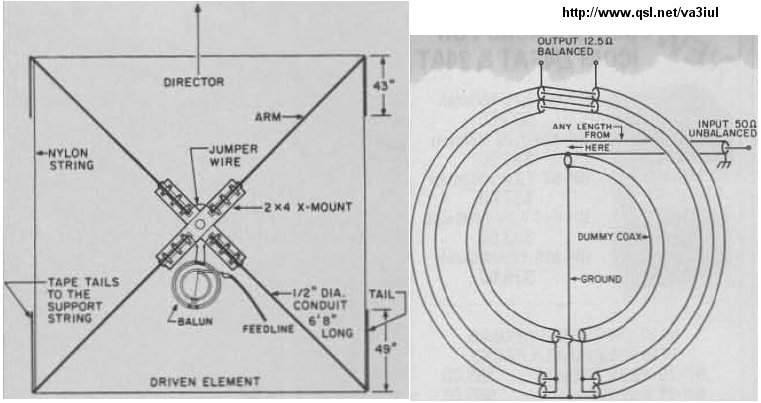 http://www.qsl.net/va3iul
DIRECTOR
43"
ARM
NYLON
STRING
JUMPER
WIRE
2×4 X-MOUNT
TAPE TAILS
TO THE
SUPPORT
STRING
BALUN
FEEDLINE
1/2" DIA.
CONDUIT
6'8"
LONG
TAIL
49"
DRIVEN ELEMENT
OUTPUT 12.5Ω
BALANCED
ANY LENGTH
FROM
HERE
INPUT 50Ω
UNBALANCED
DUMMY COAX
GROUND